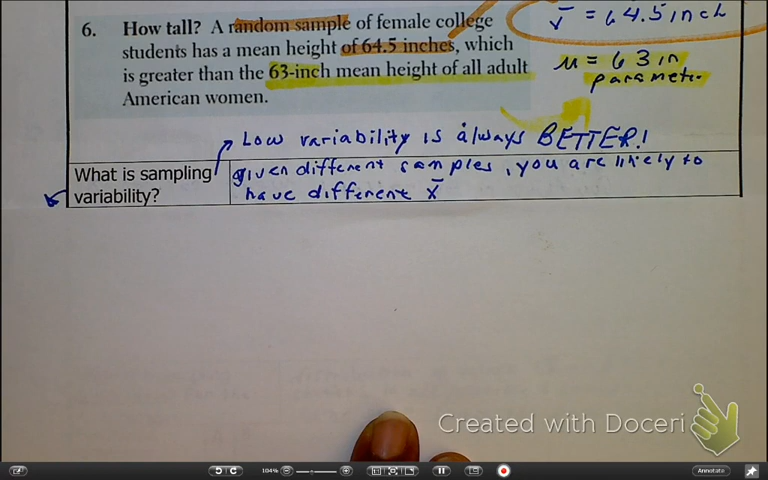 x̄ = 64.5 inch
6. How tall? A random sample of female college
students has a mean height of 64.5 inches, which
is greater than the 63-inch mean height of all adult
American women.
μ = 63 in
Low variability is always BETTER!
What is sampling
variability?
given different samples, you are likely to
have different x̄
Created with Doceri
104%
Annotate